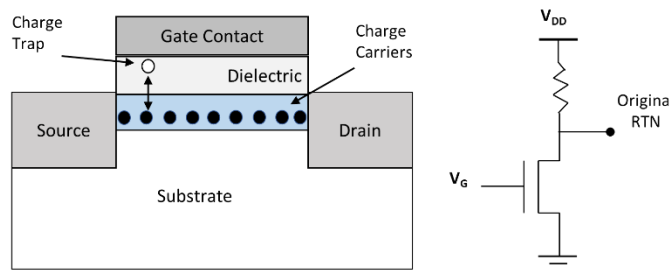 Charge
Trap
Gate Contact
Charge
Carriers
Dielectric
Source
Drain
Substrate
VDD
Origina
RTN
VG